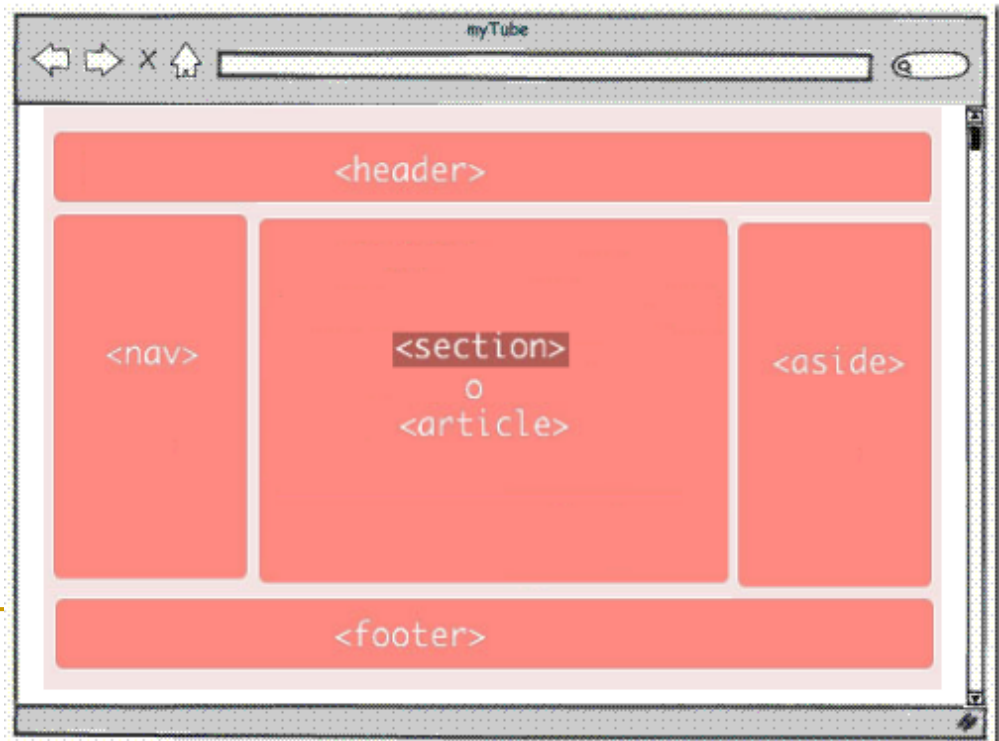 myTube
<header>
<nav>
<section>
o
<article>
<aside>
<footer>